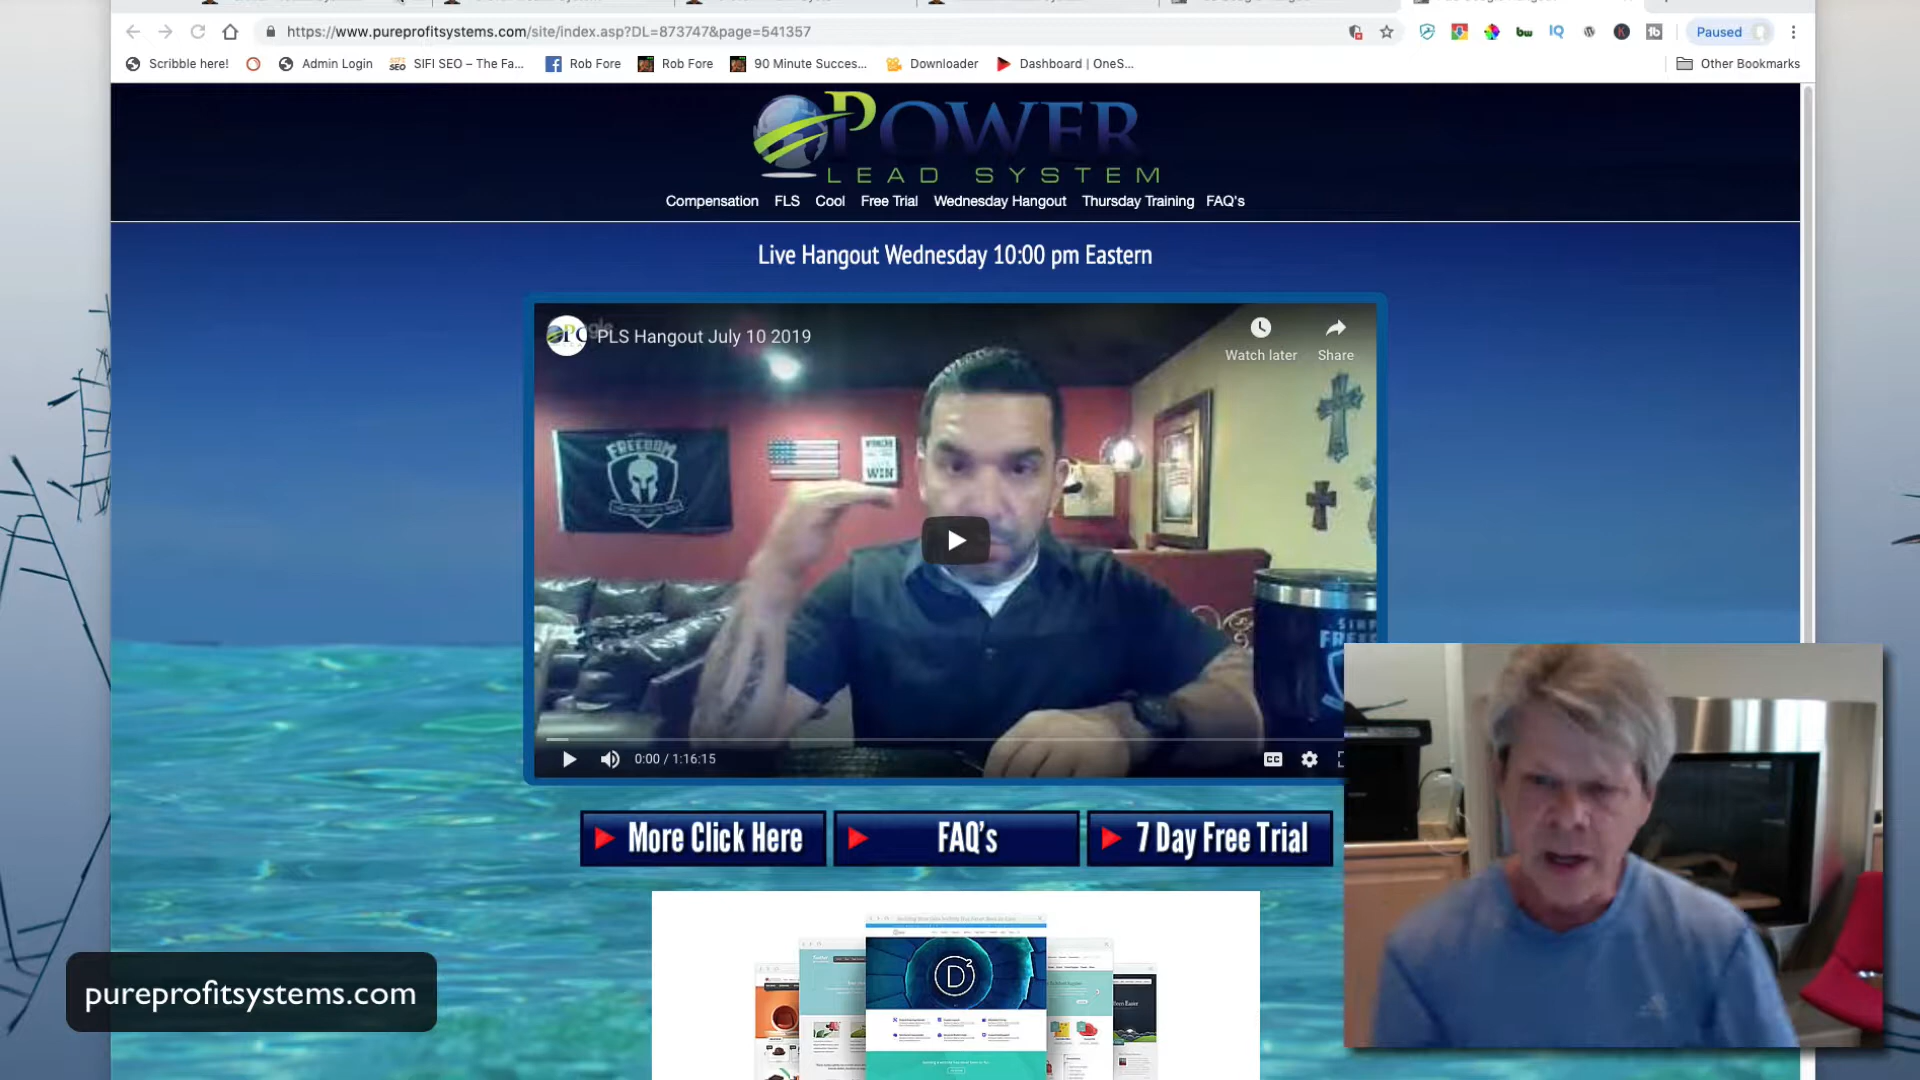 https://www.pureprofitsystems.com/site/index.asp?DL=873747&page=541357
Paused
Scribble here!
Admin Login
SIFI SEO – The Fa...
Rob Fore
Rob Fore
90 Minute Succes...
Downloader
Dashboard | OneS...
Other Bookmarks
POWER
LEAD SYSTEM
Compensation FLS Cool Free Trial Wednesday Hangout Thursday Training FAQ's
Live Hangout Wednesday 10:00 pm Eastern
PLS Hangout July 10 2019
Watch later
Share
FREEDOM
WIN
0:00 / 1:16:15
CC
More Click Here
FAQ's
7 Day Free Trial
D2
pureprofitsystems.com